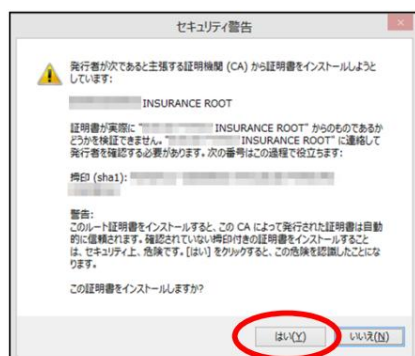 セキュリティ警告
発行者が次であると主張する証明機関 (CA) から証明書をインストールしようと
しています:
INSURANCE ROOT
証明書が実際に "INSURANCE ROOT" からのものであるか
どうかを検証できません。"INSURANCE ROOT" に連絡して
発行者を確認する必要があります。次の番号はこの過程で役立ちます:
拇印 (sha1):
警告:
このルート証明書をインストールすると、この CA によって発行された証明書は自動
的に信頼されます。確認されていない拇印付きの証明書をインストールすること
は、セキュリティ上、危険です。[はい] をクリックすると、この危険を認識したことにな
ります。
この証明書をインストールしますか?
はい(Y) いいえ(N)